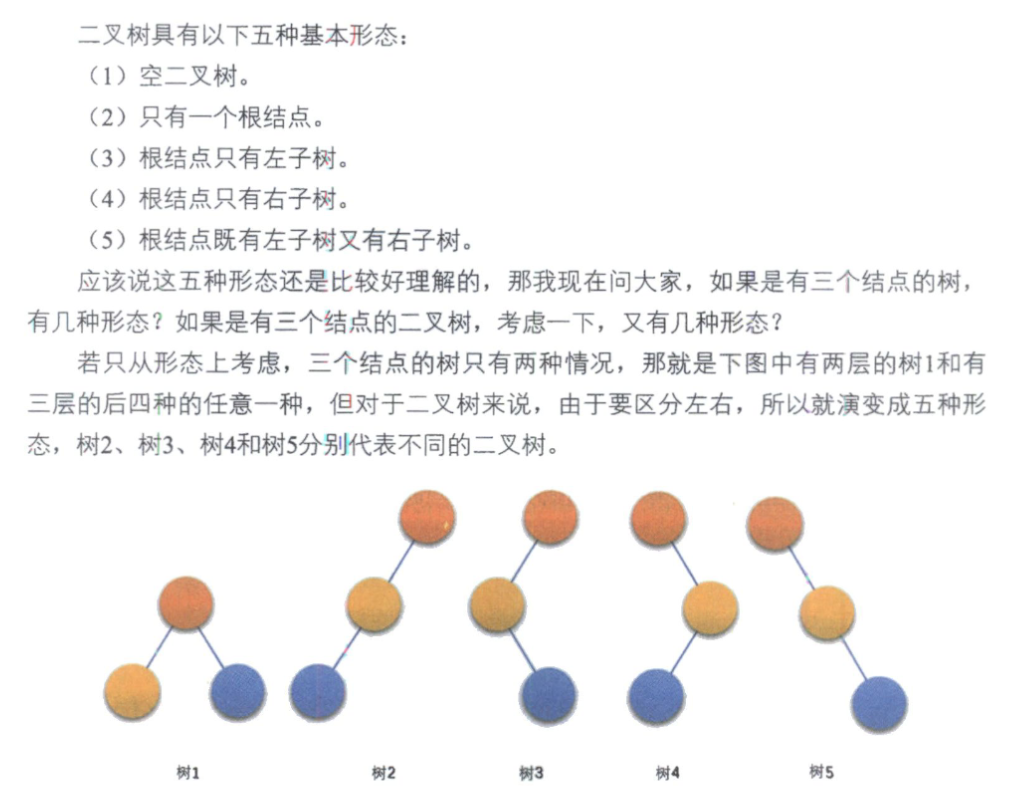 二叉树具有以下五种基本形态：
（1）空二叉树。
（2）只有一个根结点。
（3）根结点只有左子树。
（4）根结点只有右子树。
（5）根结点既有左子树又有右子树。
应该说这五种形态还是比较好理解的，那我现在问大家，如果是有三个结点的树，
有几种形态？如果是有三个结点的二叉树，考虑一下，又有几种形态？
若只从形态上考虑，三个结点的树只有两种情况，那就是下图中有两层的树1和有
三层的后四种的任意一种，但对于二叉树来说，由于要区分左右，所以就演变成五种形
态，树2、树3、树4和树5分别代表不同的二叉树。
树1 树2 树3 树4 树5